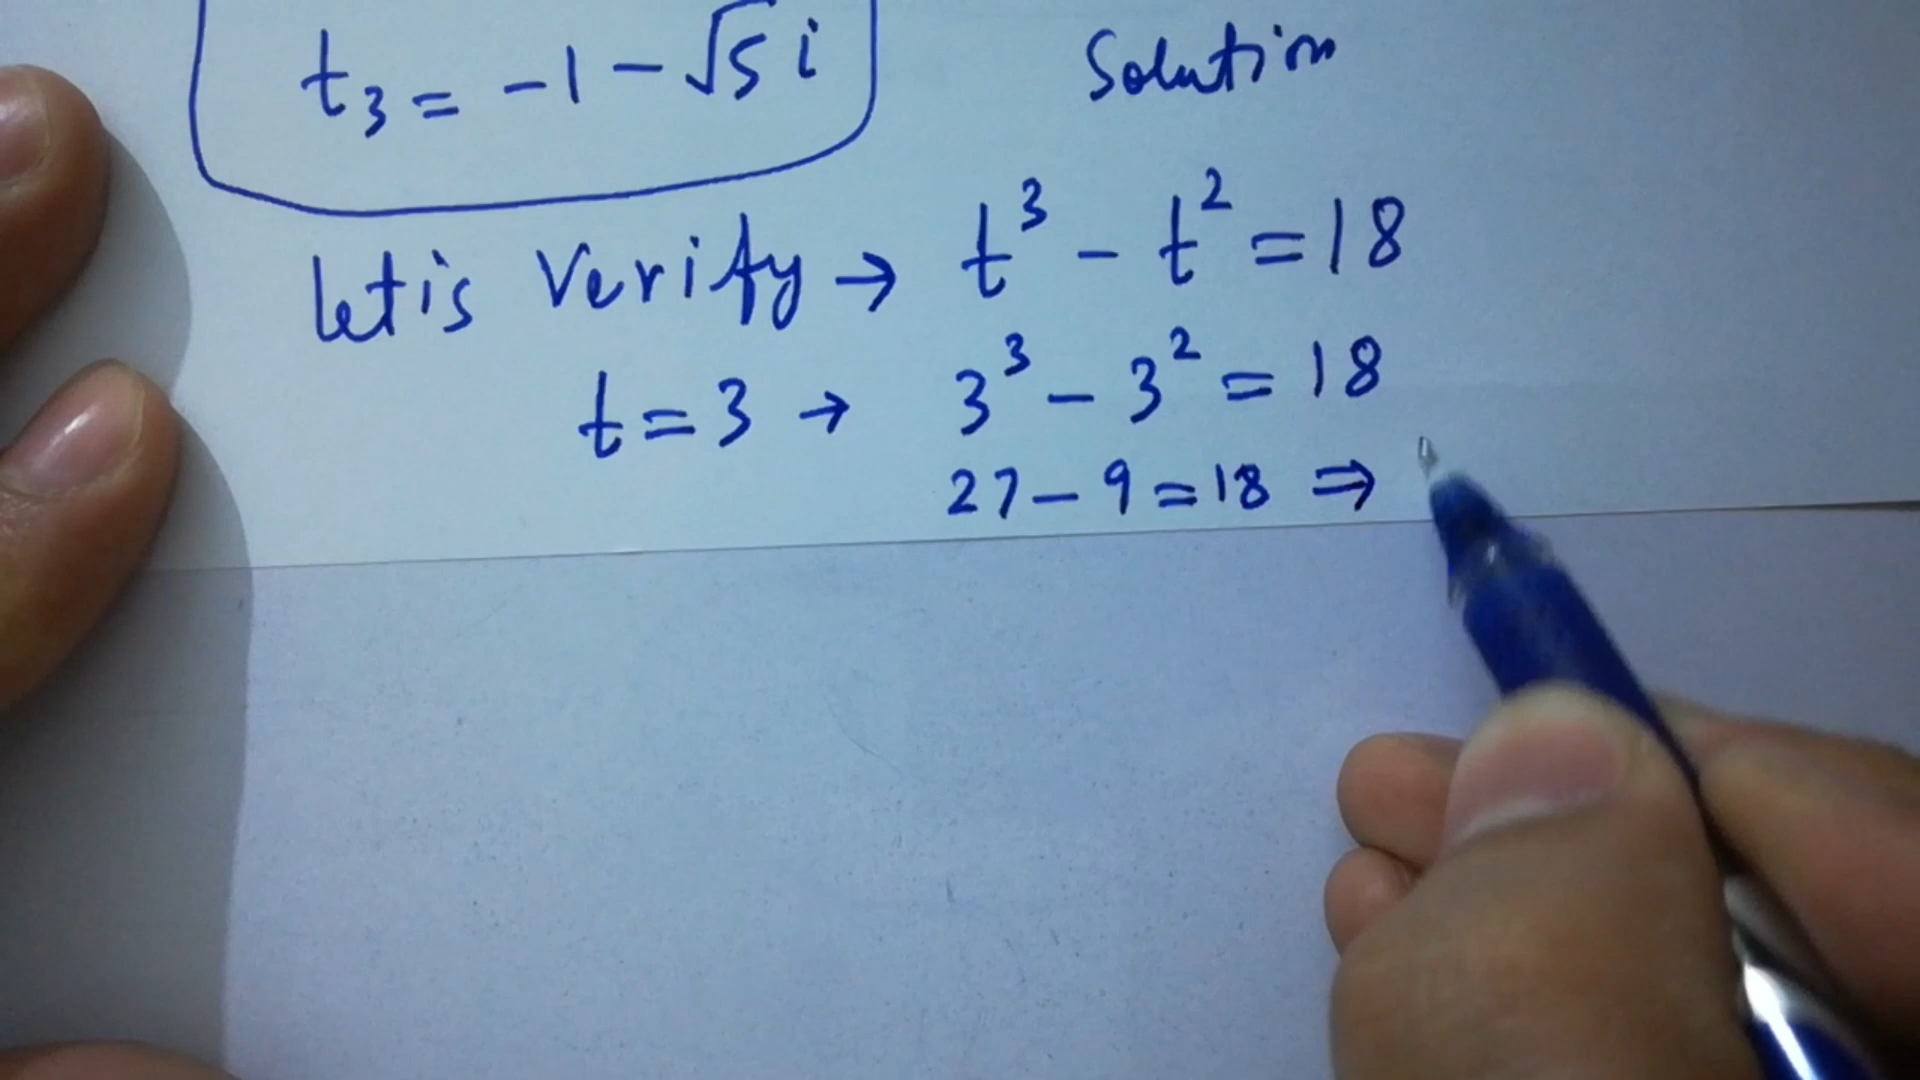 t₃ = -1 - √5 i
Solution
let's Verify → t³ - t² = 18
t = 3 → 3³ - 3² = 18
27 - 9 = 18 ⇒